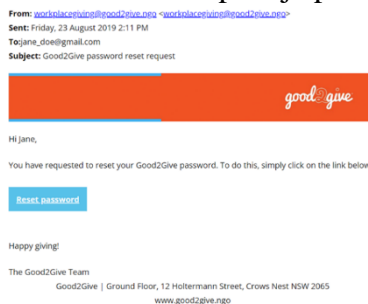 From: workplacegiving@good2give.ngo <workplacegiving@good2give.ngo>
Sent: Friday, 23 August 2019 2:11 PM
To:jane_doe@gmail.com
Subject: Good2Give password reset request
good2give
Hi Jane,
You have requested to reset your Good2Give password. To do this, simply click on the link below
Reset password
Happy giving!
The Good2Give Team
Good2Give | Ground Floor, 12 Holtermann Street, Crows Nest NSW 2065
www.good2give.ngo